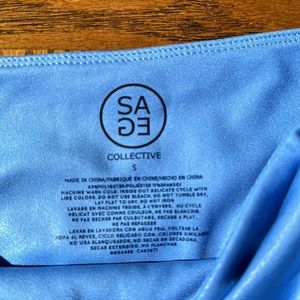 SA
GE
COLLECTIVE
S
MADE IN CHINA/FABRIQUÉ EN CHINE/HECHO EN CHINA
MACHINE WARM COLD. INSIDE OUT DELICATE CYCLE WITH
LIKE COLORS. DO NOT BLEACH. DO NOT TUMBLE DRY.
LAY FLAT TO DRY. DO NOT IRON
LAVAGE EN MACHINE FROIDE. À L'ENVERS. AU CYCLE
DÉLICAT AVEC COMME COULEUR. NE PAS BLANCHIR.
NE PAS SÉCHER PAR CULBUTAGE. SÉCHER A PLAT.
NE PAS REPASSER
LAVAR EN LAVADORA CON AGUA FRIO. VOLTEAR LA
ROPA AL REVES. CICLO DELICADO CON. COLORES SIMILARES
NO USA BLANQUEADOR. NO SECAR EN SECADORA.
SECAR EXTENDIDO. NO PLANCHAR